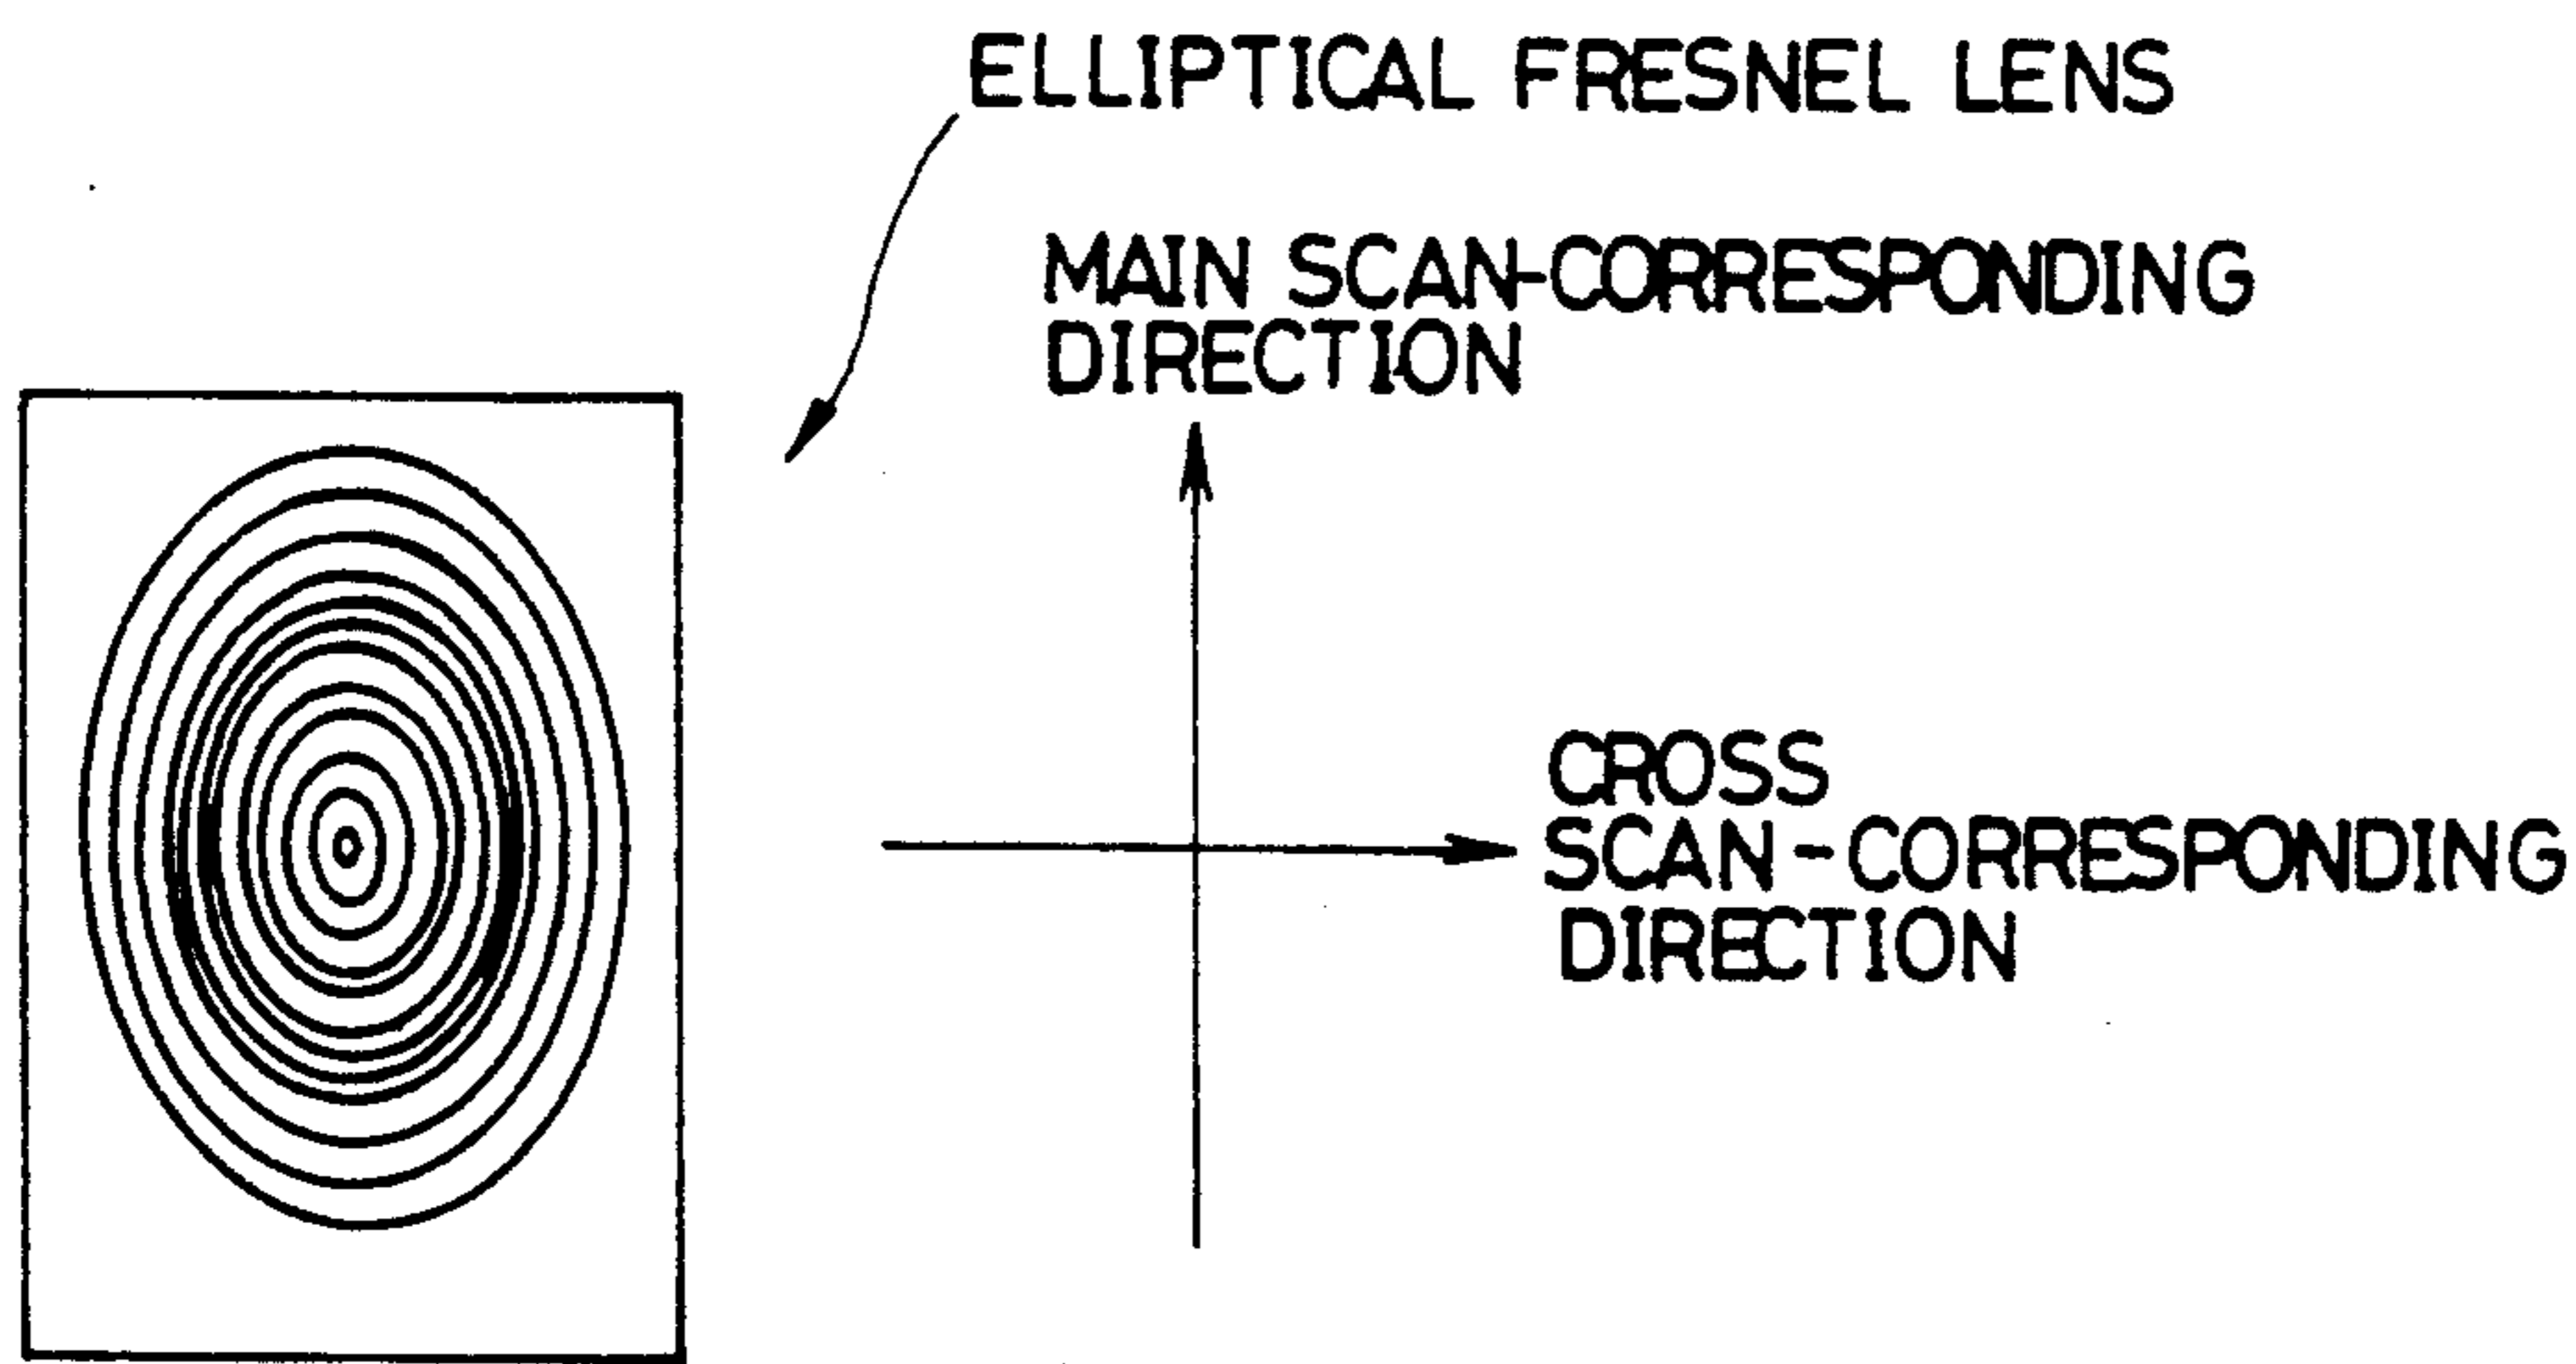 ELLIPTICAL FRESNEL LENS
MAIN SCAN-CORRESPONDING
DIRECTION
CROSS
SCAN-CORRESPONDING
DIRECTION